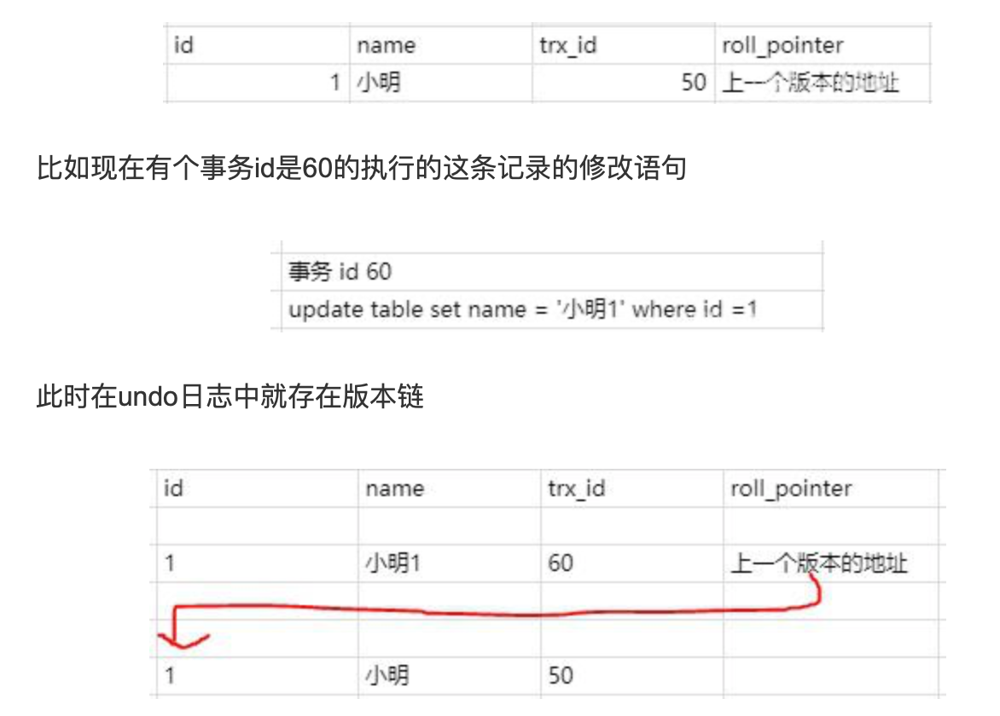 id name trx_id roll_pointer
1 小明 50 上一个版本的地址
比如现在有个事务id是60的执行的这条记录的修改语句
事务 id 60
update table set name = '小明1' where id =1
此时在undo日志中就存在版本链
id name trx_id roll_pointer
1 小明1 60 上一个版本的地址
1 小明 50